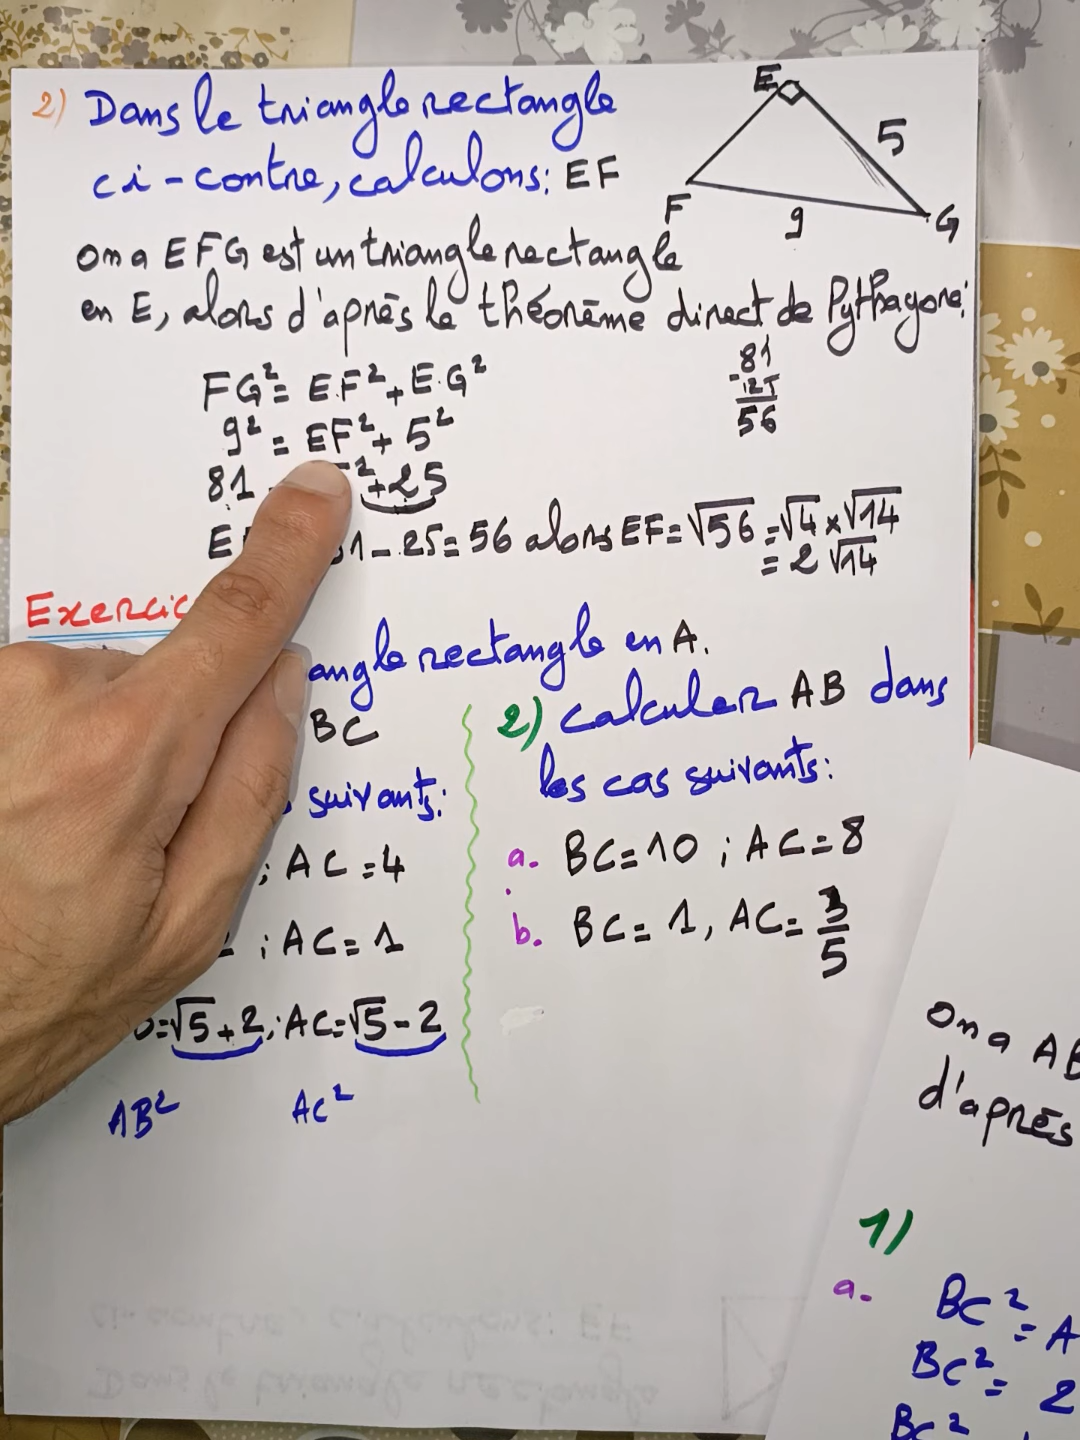 2) Dans le triangle rectangle
ci-contre, calculons: EF
E
5
F
9
G
on a EFG est un triangle rectangle
en E, alors d'après le théorème direct de Pythagore:
FG² = EF² + EG²
9² = EF² + 5²
81 ² + 25
E 81 - 25 = 56 alors EF = √56 = √4 × √14
= 2 √14
81
- 25
56
Exercic
angle rectangle en A.
BC
suivants:
; AC = 4
2 ; AC = 1
= √5 + 2 ; AC = √5 - 2
AB² AC²
2) Calculer AB dans
les cas suivants:
a. BC = 10 ; AC = 8
b. BC = 1, AC = 3/5
On a AB
d'après
1)
a. BC² = A
BC² = 2
BC²